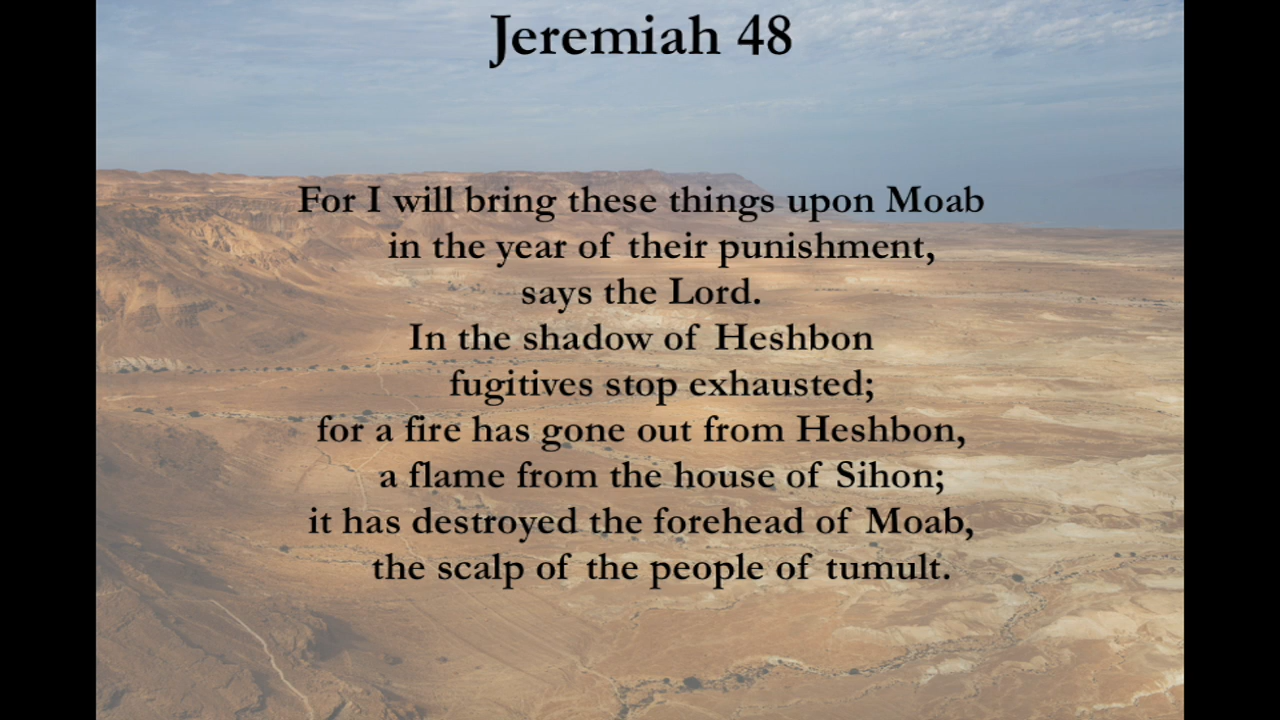 Jeremiah 48
For I will bring these things upon Moab
in the year of their punishment,
says the Lord.
In the shadow of Heshbon
fugitives stop exhausted;
for a fire has gone out from Heshbon,
a flame from the house of Sihon;
it has destroyed the forehead of Moab,
the scalp of the people of tumult.